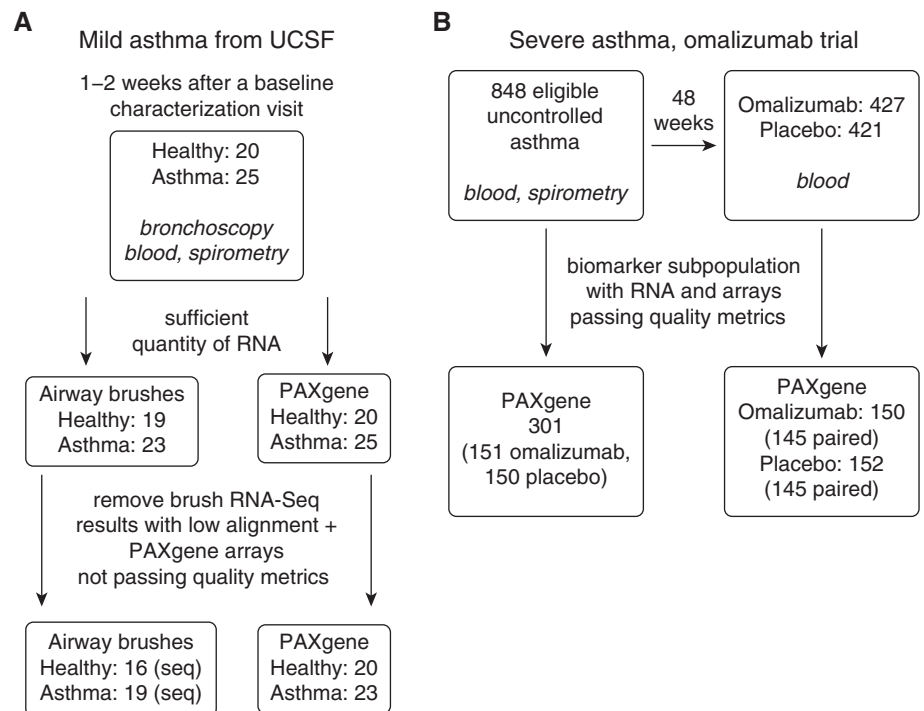 A
Mild asthma from UCSF
1–2 weeks after a baseline
characterization visit
Healthy: 20
Asthma: 25
bronchoscopy
blood, spirometry
sufficient
quantity of RNA
Airway brushes
Healthy: 19
Asthma: 23
PAXgene
Healthy: 20
Asthma: 25
remove brush RNA-Seq
results with low alignment +
PAXgene arrays
not passing quality metrics
Airway brushes
Healthy: 16 (seq)
Asthma: 19 (seq)
PAXgene
Healthy: 20
Asthma: 23
B
Severe asthma, omalizumab trial
848 eligible
uncontrolled
asthma
blood, spirometry
48
weeks
Omalizumab: 427
Placebo: 421
blood
biomarker subpopulation
with RNA and arrays
passing quality metrics
PAXgene
301
(151 omalizumab,
150 placebo)
PAXgene
Omalizumab: 150
(145 paired)
Placebo: 152
(145 paired)